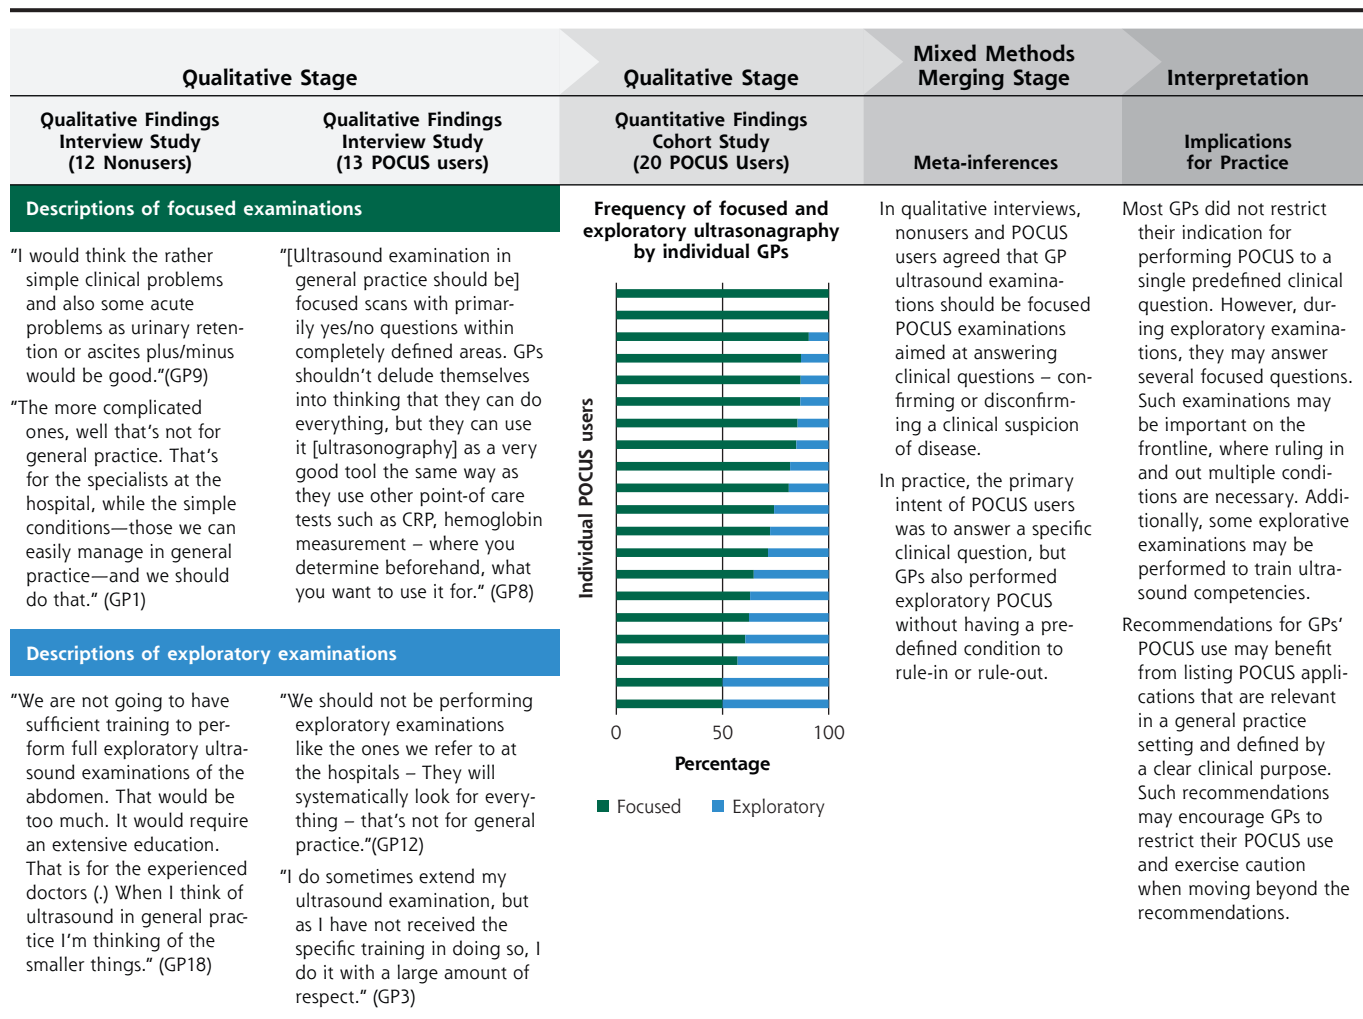 Qualitative Stage
Qualitative Stage
Mixed Methods
Merging Stage
Interpretation
Qualitative Findings
Interview Study
(12 Nonusers)
Qualitative Findings
Interview Study
(13 POCUS users)
Quantitative Findings
Cohort Study
(20 POCUS Users)
Meta-inferences
Implications
for Practice
Descriptions of focused examinations
"I would think the rather
simple clinical problems
and also some acute
problems as urinary reten-
tion or ascites plus/minus
would be good."(GP9)
"The more complicated
ones, well that's not for
general practice. That's
for the specialists at the
hospital, while the simple
conditions—those we can
easily manage in general
practice—and we should
do that." (GP1)
"[Ultrasound examination in
general practice should be]
focused scans with primar-
ily yes/no questions within
completely defined areas. GPs
shouldn't delude themselves
into thinking that they can do
everything, but they can use
it [ultrasonography] as a very
good tool the same way as
they use other point-of care
tests such as CRP, hemoglobin
measurement – where you
determine beforehand, what
you want to use it for." (GP8)
Descriptions of exploratory examinations
"We are not going to have
sufficient training to per-
form full exploratory ultra-
sound examinations of the
abdomen. That would be
too much. It would require
an extensive education.
That is for the experienced
doctors (.) When I think of
ultrasound in general prac-
tice I'm thinking of the
smaller things." (GP18)
"We should not be performing
exploratory examinations
like the ones we refer to at
the hospitals – They will
systematically look for every-
thing – that's not for general
practice."(GP12)
"I do sometimes extend my
ultrasound examination, but
as I have not received the
specific training in doing so, I
do it with a large amount of
respect." (GP3)
Frequency of focused and
exploratory ultrasonagraphy
by individual GPs
Individual POCUS users
0 50 100
Percentage
Focused Exploratory
In qualitative interviews,
nonusers and POCUS
users agreed that GP
ultrasound examina-
tions should be focused
POCUS examinations
aimed at answering
clinical questions – con-
firming or disconfirm-
ing a clinical suspicion
of disease.
In practice, the primary
intent of POCUS users
was to answer a specific
clinical question, but
GPs also performed
exploratory POCUS
without having a pre-
defined condition to
rule-in or rule-out.
Most GPs did not restrict
their indication for
performing POCUS to a
single predefined clinical
question. However, dur-
ing exploratory examina-
tions, they may answer
several focused questions.
Such examinations may
be important on the
frontline, where ruling in
and out multiple condi-
tions are necessary. Addi-
tionally, some explorative
examinations may be
performed to train ultra-
sound competencies.
Recommendations for GPs'
POCUS use may benefit
from listing POCUS appli-
cations that are relevant
in a general practice
setting and defined by
a clear clinical purpose.
Such recommendations
may encourage GPs to
restrict their POCUS use
and exercise caution
when moving beyond the
recommendations.